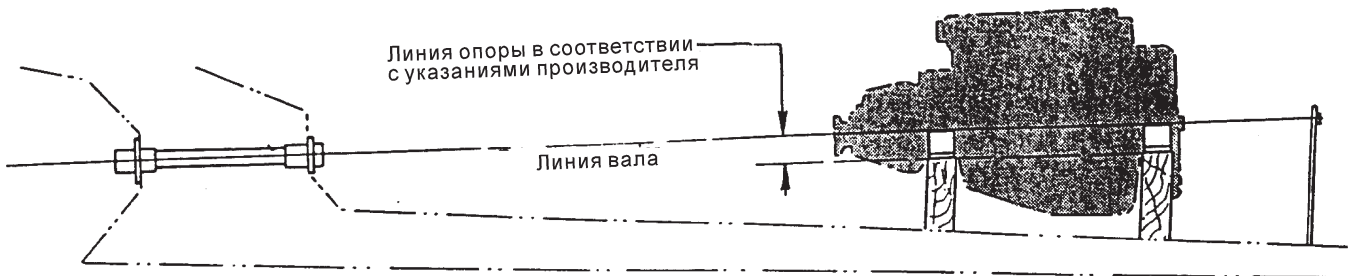 Линия опоры в соответствии
с указаниями производителя
Линия вала